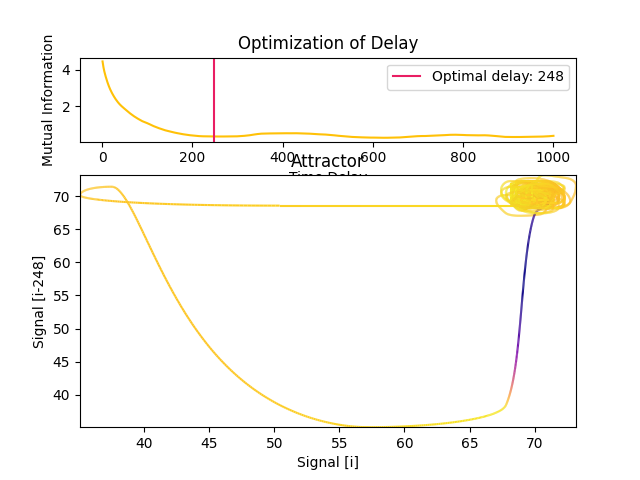 Optimization of Delay
Mutual Information
4
2
Optimal delay: 248
0 200 400 600 800 1000
Time Delay
Attractor
Signal [i-248]
70
65
60
55
50
45
40
40 45 50 55 60 65 70
Signal [i]